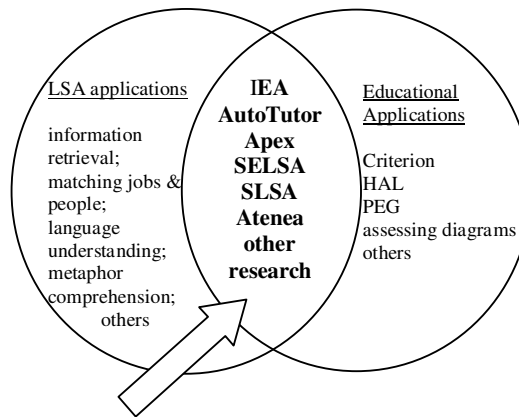 LSA applications
information
retrieval;
matching jobs &
people;
language
understanding;
metaphor
comprehension;
others
IEA
AutoTutor
Apex
SELSA
SLSA
Atenea
other
research
Educational
Applications
Criterion
HAL
PEG
assessing diagrams
others